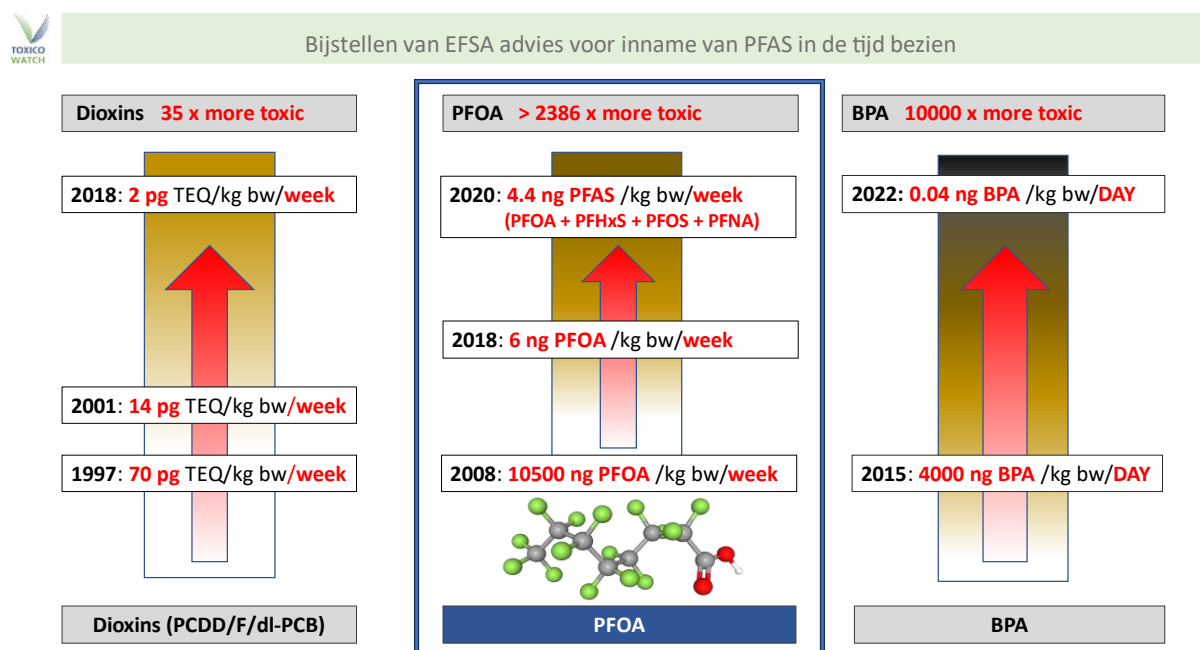 TOXICO
WATCH
Bijstellen van EFSA advies voor inname van PFAS in de tijd bezien
Dioxins 35 x more toxic
2018: 2 pg TEQ/kg bw/week
2001: 14 pg TEQ/kg bw/week
1997: 70 pg TEQ/kg bw/week
Dioxins (PCDD/F/dl-PCB)
PFOA > 2386 x more toxic
2020: 4.4 ng PFAS /kg bw/week
(PFOA + PFHxS + PFOS + PFNA)
2018: 6 ng PFOA /kg bw/week
2008: 10500 ng PFOA /kg bw/week
PFOA
BPA 10000 x more toxic
2022: 0.04 ng BPA /kg bw/DAY
2015: 4000 ng BPA /kg bw/DAY
BPA